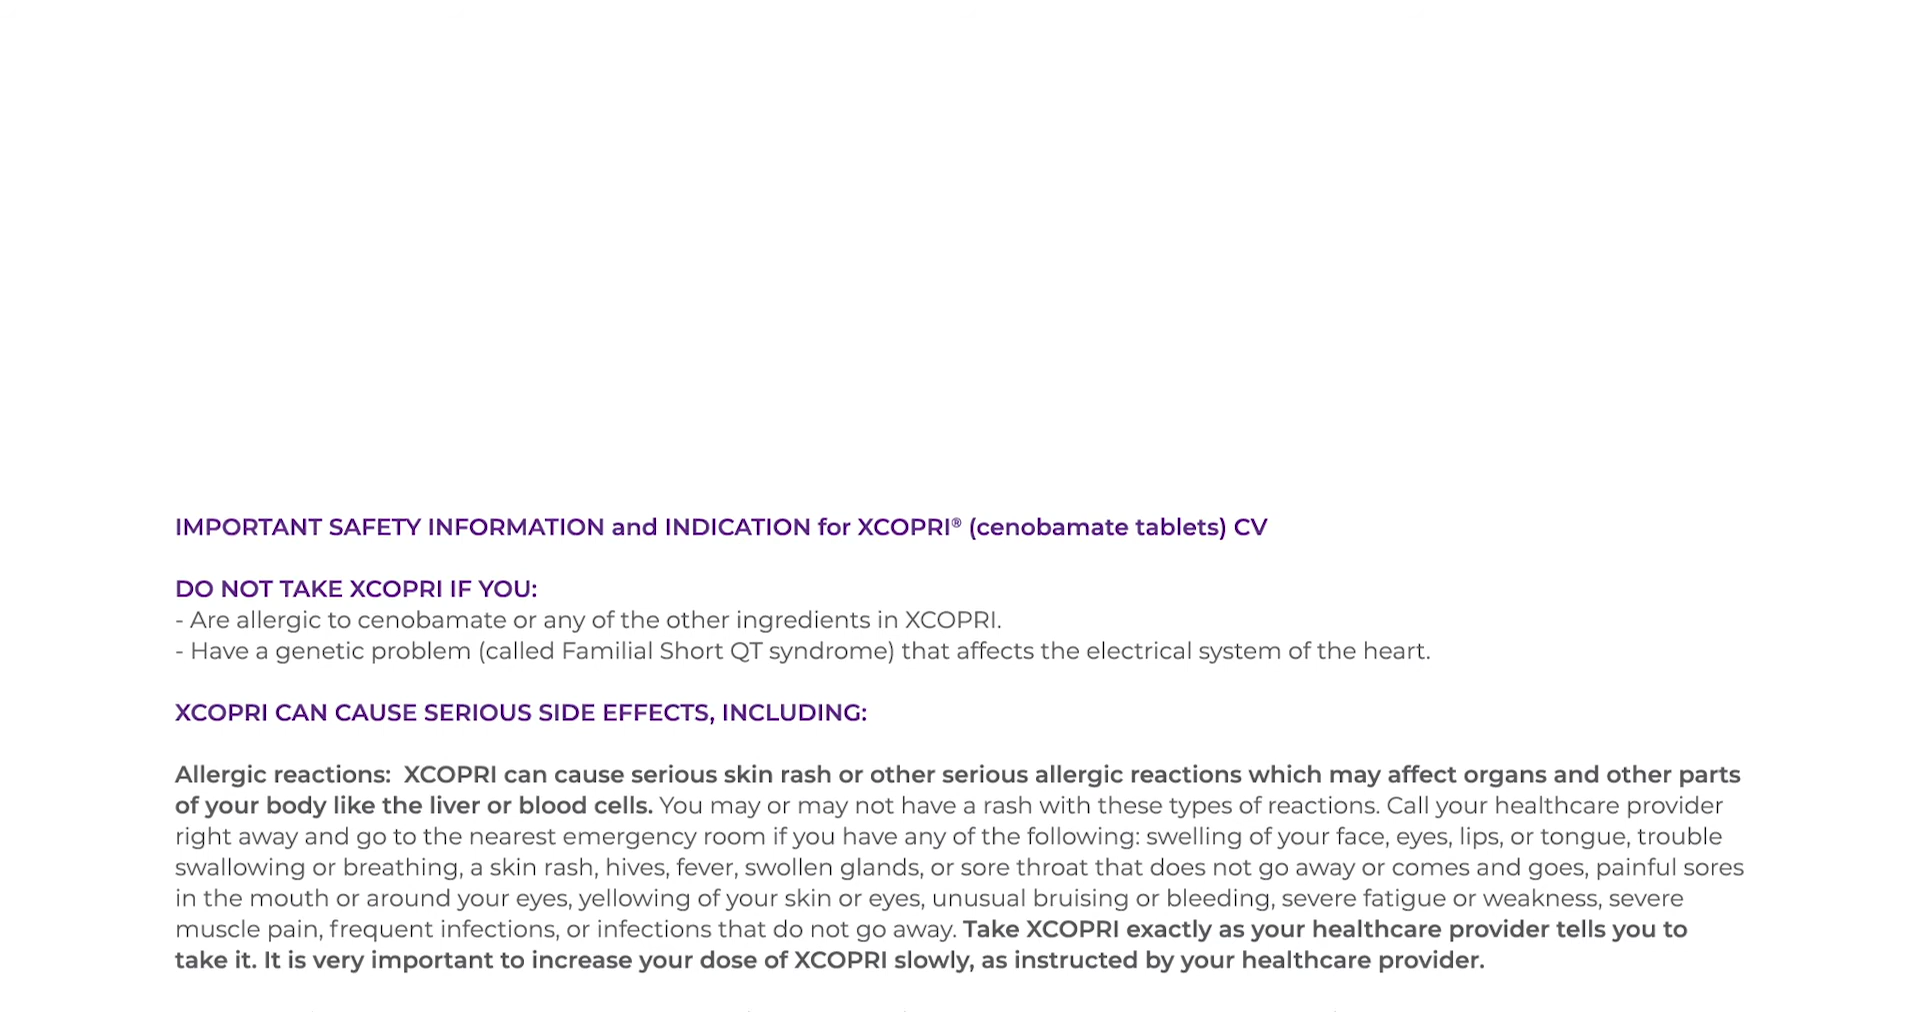 IMPORTANT SAFETY INFORMATION and INDICATION for XCOPRI® (cenobamate tablets) CV
DO NOT TAKE XCOPRI IF YOU:
- Are allergic to cenobamate or any of the other ingredients in XCOPRI.
- Have a genetic problem (called Familial Short QT syndrome) that affects the electrical system of the heart.
XCOPRI CAN CAUSE SERIOUS SIDE EFFECTS, INCLUDING:
Allergic reactions:  XCOPRI can cause serious skin rash or other serious allergic reactions which may affect organs and other parts
of your body like the liver or blood cells. You may or may not have a rash with these types of reactions. Call your healthcare provider
right away and go to the nearest emergency room if you have any of the following: swelling of your face, eyes, lips, or tongue, trouble
swallowing or breathing, a skin rash, hives, fever, swollen glands, or sore throat that does not go away or comes and goes, painful sores
in the mouth or around your eyes, yellowing of your skin or eyes, unusual bruising or bleeding, severe fatigue or weakness, severe
muscle pain, frequent infections, or infections that do not go away. Take XCOPRI exactly as your healthcare provider tells you to
take it. It is very important to increase your dose of XCOPRI slowly, as instructed by your healthcare provider.